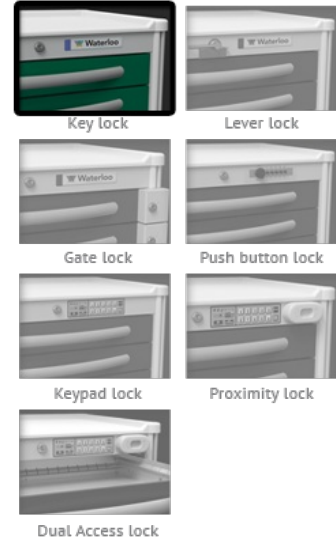 Waterloo
Waterloo
Key lock
Lever lock
Waterloo
Gate lock
Push button lock
Keypad lock
Proximity lock
Dual Access lock